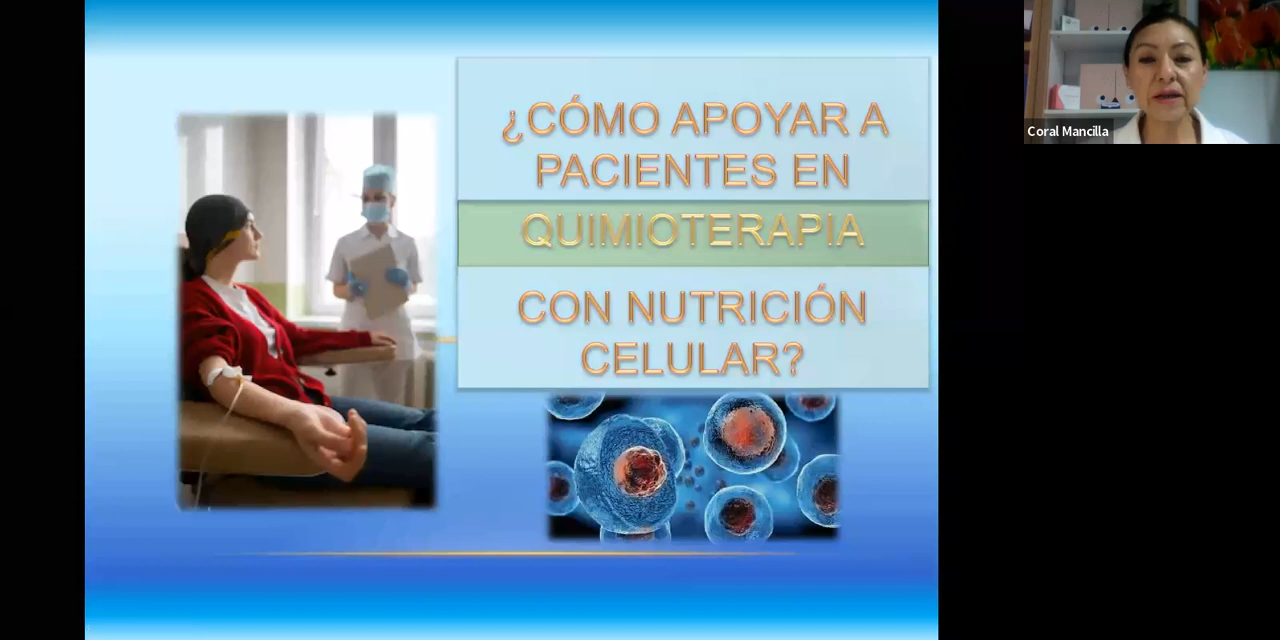 ¿CÓMO APOYAR A
PACIENTES EN
QUIMIOTERAPIA
CON NUTRICIÓN
CELULAR?
Coral Mancilla